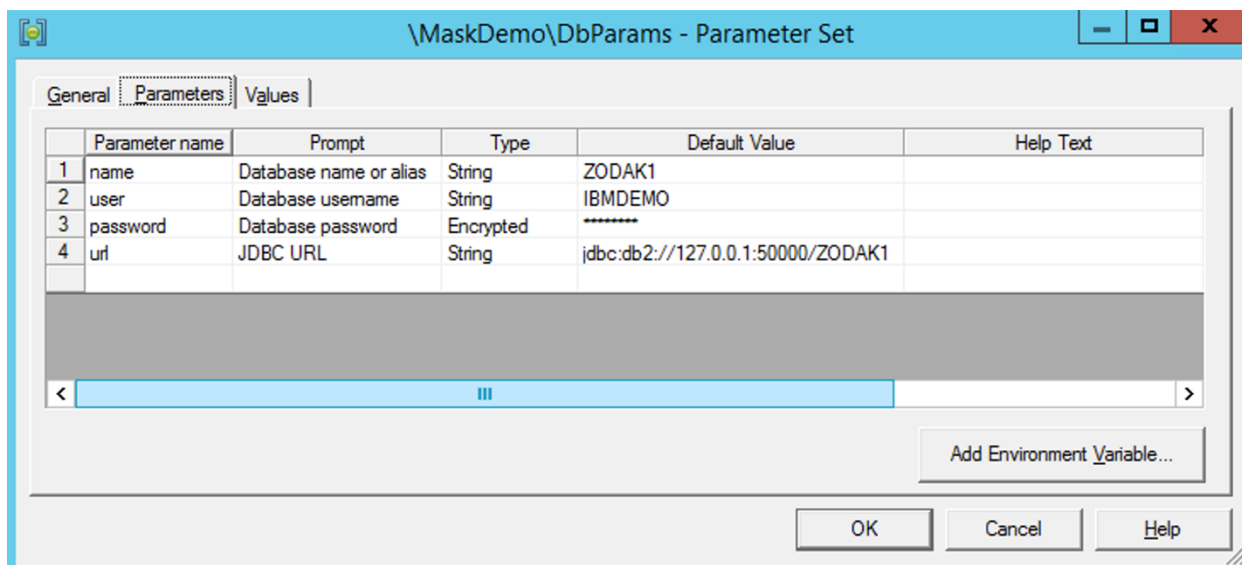 \MaskDemo\DbParams - Parameter Set
General Parameters Values
Parameter name Prompt Type Default Value Help Text
1 name Database name or alias String ZODAK1
2 user Database username String IBMDEMO
3 password Database password Encrypted ********
4 url JDBC URL String jdbc:db2://127.0.0.1:50000/ZODAK1
Add Environment Variable...
OK Cancel Help